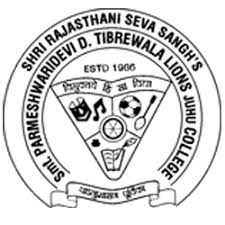 SHRI RAJASTHANI SEVA SANGH'S
Smt. PARMESHWARIDEVI D. TIBREWALA LIONS JUHU COLLEGE
ESTD 1986
हि सा विद्या